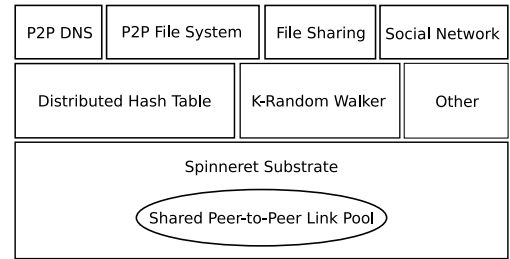 P2P DNS
P2P File System
File Sharing
Social Network
Distributed Hash Table
K-Random Walker
Other
Spinneret Substrate
Shared Peer-to-Peer Link Pool